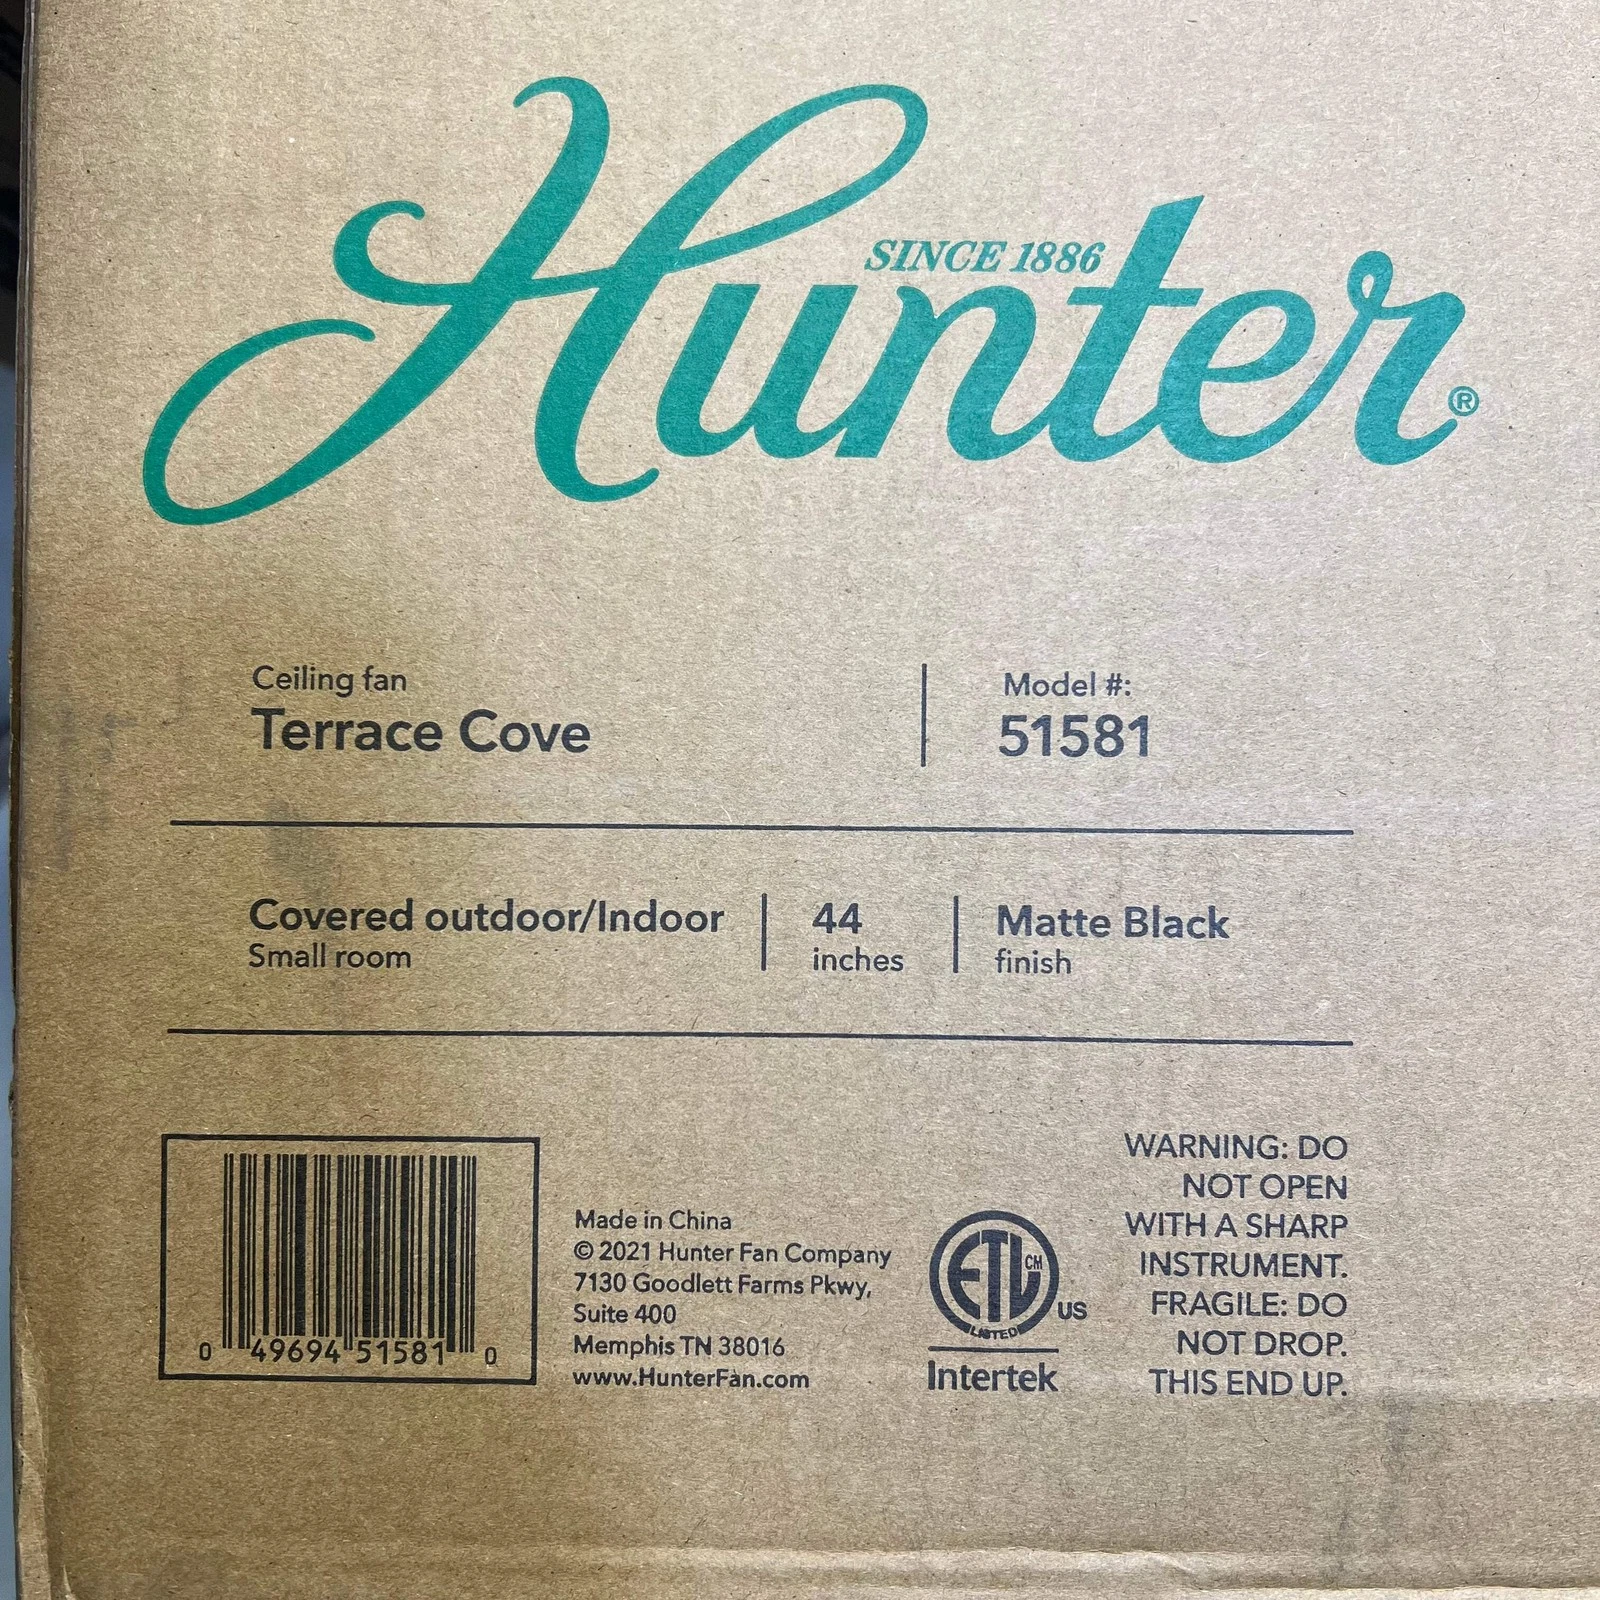 Hunter®
SINCE 1886
Ceiling fan
Terrace Cove
Model #:
51581
Covered outdoor/Indoor
Small room
44
inches
Matte Black
finish
0 49694 51581 0
Made in China
© 2021 Hunter Fan Company
7130 Goodlett Farms Pkwy,
Suite 400
Memphis TN 38016
www.HunterFan.com
ETL CM
LISTED
US
Intertek
WARNING: DO
NOT OPEN
WITH A SHARP
INSTRUMENT.
FRAGILE: DO
NOT DROP.
THIS END UP.